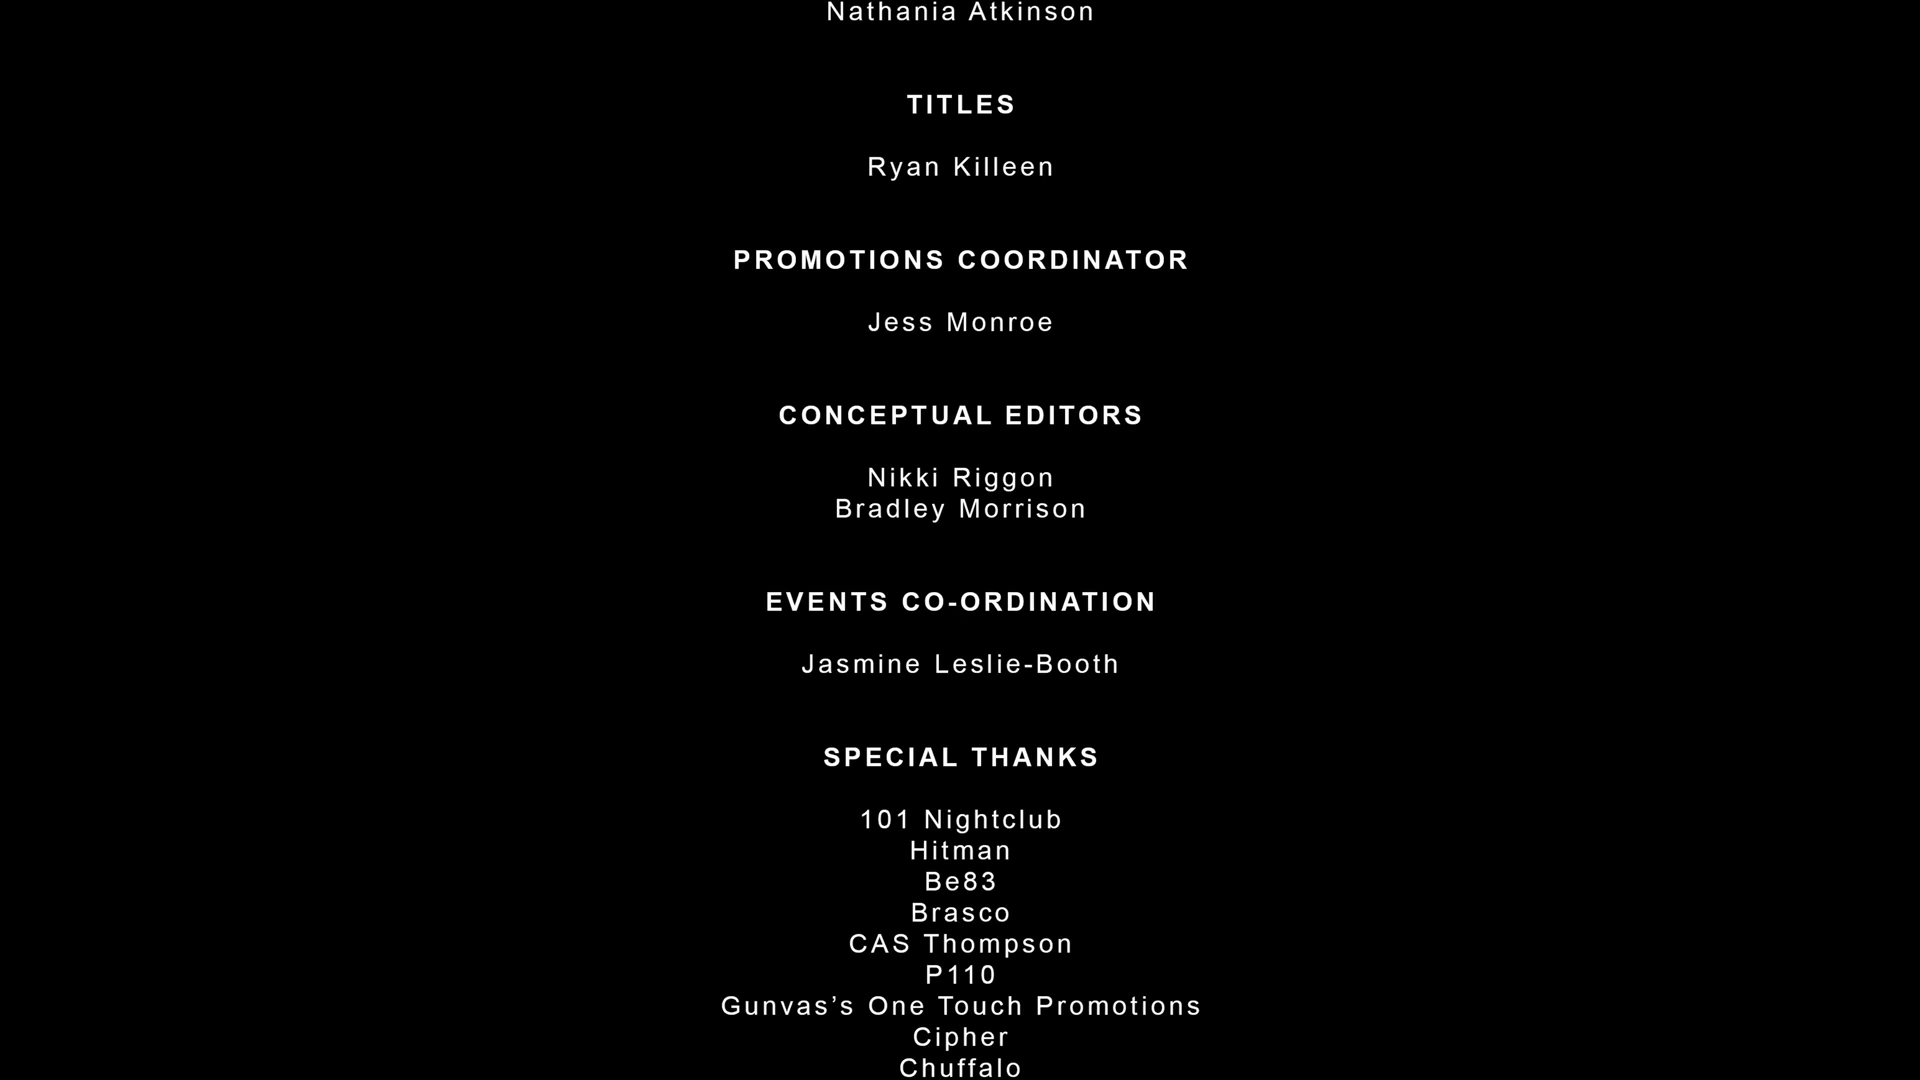 Nathania Atkinson
TITLES
Ryan Killeen
PROMOTIONS COORDINATOR
Jess Monroe
CONCEPTUAL EDITORS
Nikki Riggon
Bradley Morrison
EVENTS CO-ORDINATION
Jasmine Leslie-Booth
SPECIAL THANKS
101 Nightclub
Hitman
Be83
Brasco
CAS Thompson
P110
Gunvas’s One Touch Promotions
Cipher
Chuffalo